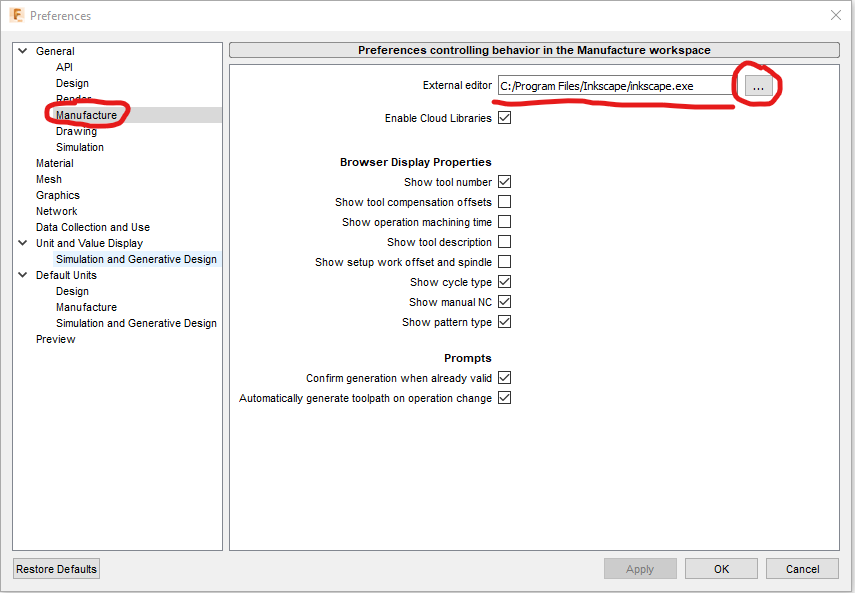 Preferences
General
API
Design
Render
Manufacture
Drawing
Simulation
Material
Mesh
Graphics
Network
Data Collection and Use
Unit and Value Display
Simulation and Generative Design
Default Units
Design
Manufacture
Simulation and Generative Design
Preview
Preferences controlling behavior in the Manufacture workspace
External editor C:/Program Files/Inkscape/inkscape.exe ...
Enable Cloud Libraries
Browser Display Properties
Show tool number
Show tool compensation offsets
Show operation machining time
Show tool description
Show setup work offset and spindle
Show cycle type
Show manual NC
Show pattern type
Prompts
Confirm generation when already valid
Automatically generate toolpath on operation change
Restore Defaults Apply OK Cancel